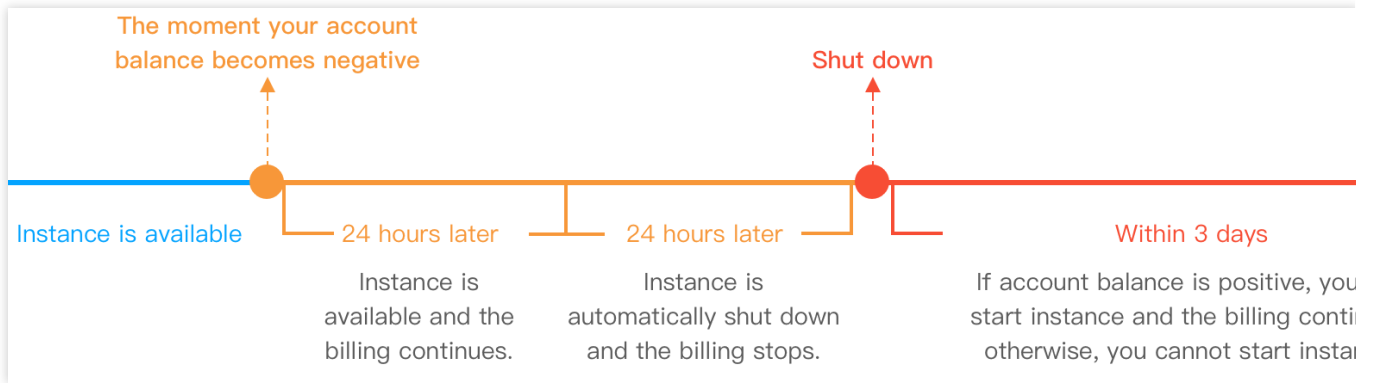 The moment your account
balance becomes negative
Shut down
Instance is available
24 hours later
24 hours later
Within 3 days
Instance is
available and the
billing continues.
Instance is
automatically shut down
and the billing stops.
If account balance is positive, you
start instance and the billing
otherwise, you cannot start